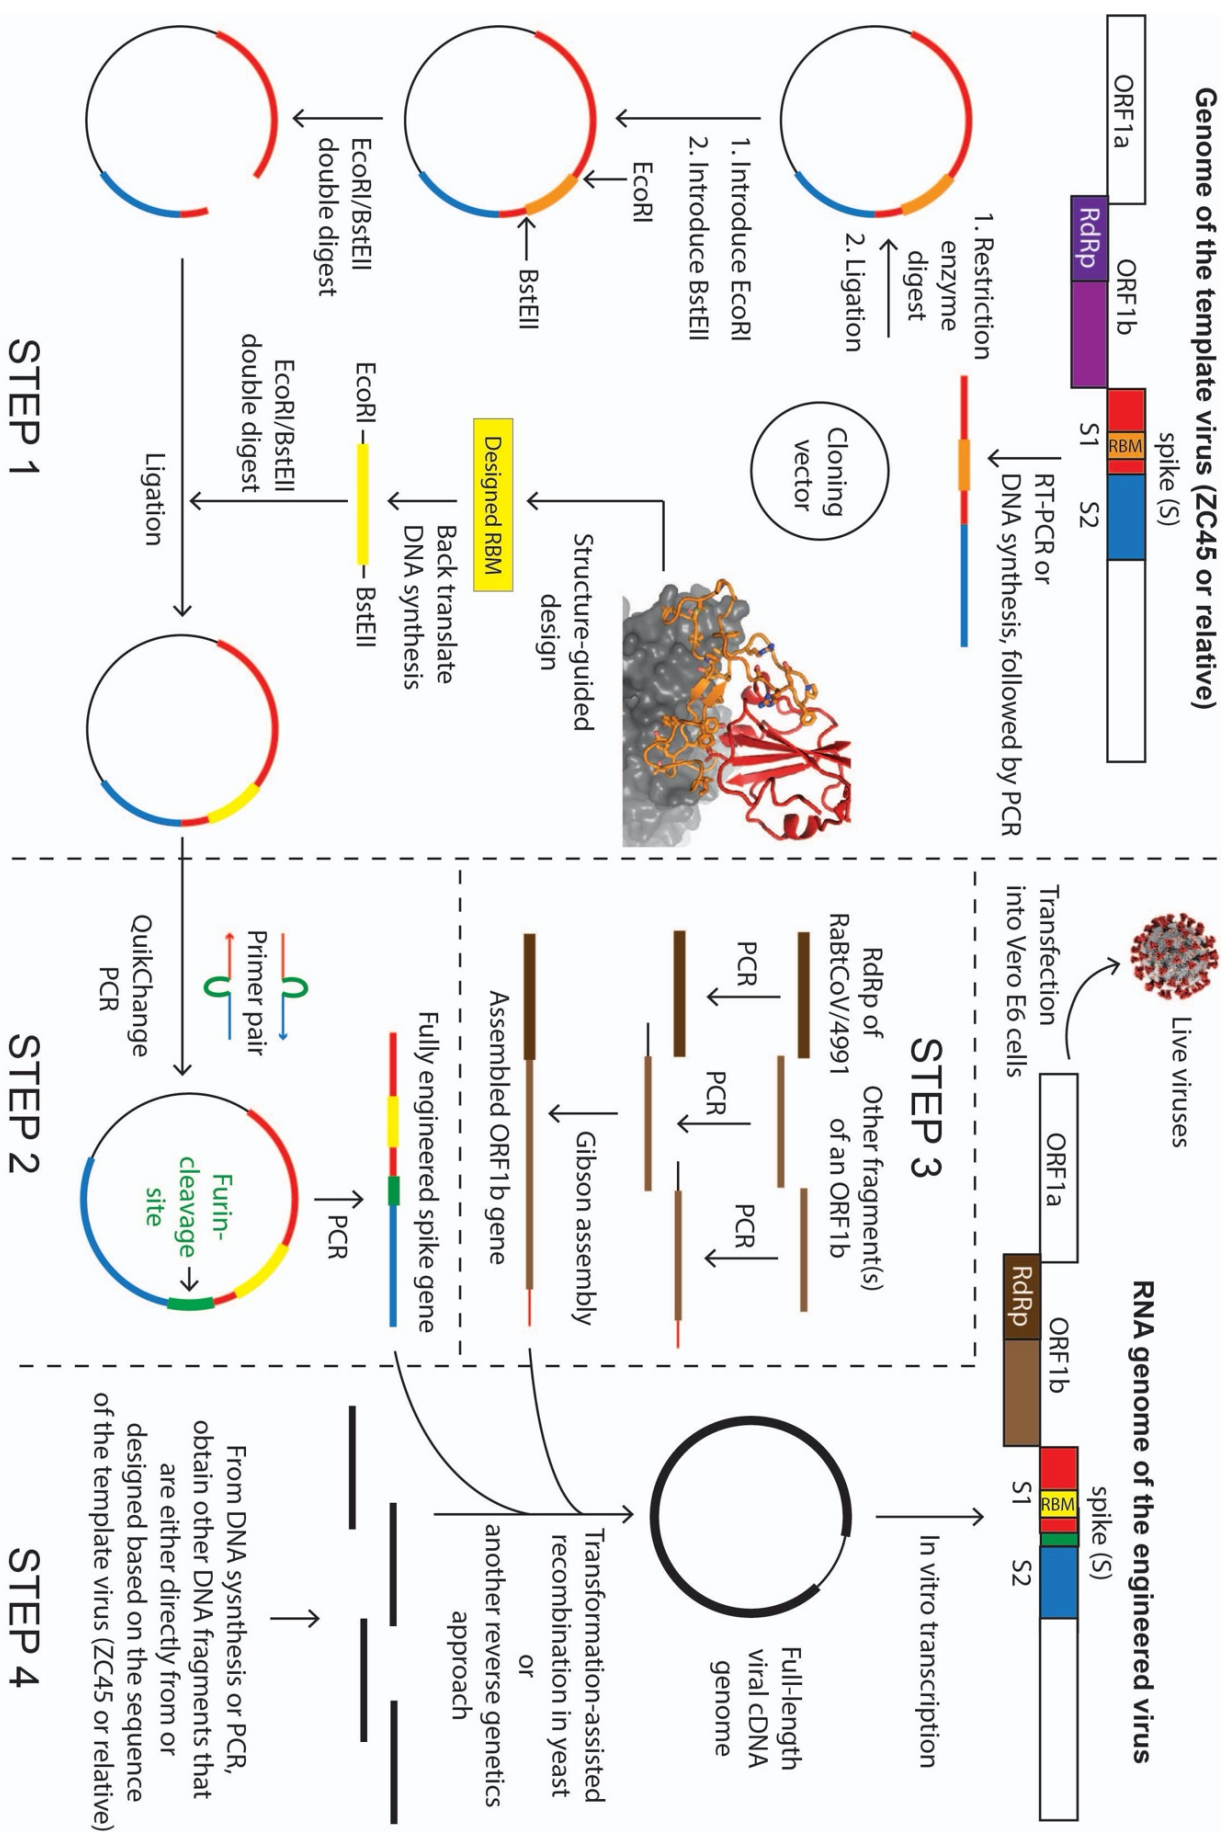 Genome of the template virus (ZC45 or relative)
ORF1a
ORF1b
RdRp
spike (S)
RBM
S1
S2
RT-PCR or
DNA synthesis, followed by PCR
1. Restriction
enzyme
digest
2. Ligation
Cloning
vector
1. Introduce EcoRI
2. Introduce BstEII
EcoRI
BstEII
EcoRI/BstEII
double digest
Structure-guided
design
Designed RBM
Back translate
DNA synthesis
EcoRI
BstEII
EcoRI/BstEII
double digest
Ligation
STEP 1
QuikChange
PCR
Primer pair
Furin-
cleavage
site
PCR
Fully engineered spike gene
STEP 2
STEP 3
RdRp of
RaBtCoV/4991
Other fragment(s)
of an ORF1b
PCR
PCR
PCR
Gibson assembly
Assembled ORF1b gene
From DNA sysnthesis or PCR,
obtain other DNA fragments that
are either directly from or
designed based on the sequence
of the template virus (ZC45 or relative)
Transformation-assisted
recombination in yeast
or
another reverse genetics
approach
STEP 4
Full-length
viral cDNA
genome
In vitro transcription
RNA genome of the engineered virus
ORF1a
ORF1b
RdRp
spike (S)
RBM
S1
S2
Transfection
into Vero E6 cells
Live viruses